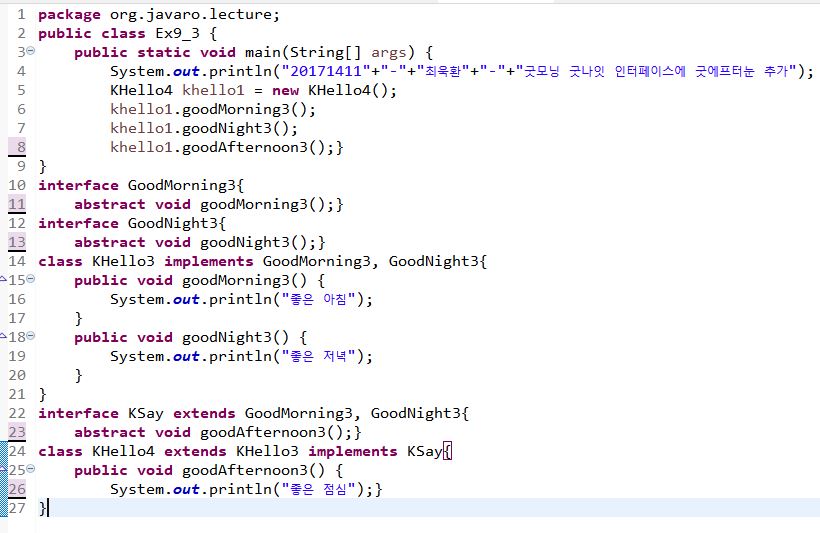 1 package org.javaro.lecture;
2 public class Ex9_3 {
3 public static void main(String[] args) {
4 System.out.println("20171411"+"-"+"최욱환"+"-"+"굿모닝 굿나잇 인터페이스에 굿에프터눈 추가");
5 KHello4 khello1 = new KHello4();
6 khello1.goodMorning3();
7 khello1.goodNight3();
8 khello1.goodAfternoon3();}
9 }
10 interface GoodMorning3{
11 abstract void goodMorning3();}
12 interface GoodNight3{
13 abstract void goodNight3();}
14 class KHello3 implements GoodMorning3, GoodNight3{
15 public void goodMorning3() {
16 System.out.println("좋은 아침");
17 }
18 public void goodNight3() {
19 System.out.println("좋은 저녁");
20 }
21 }
22 interface KSay extends GoodMorning3, GoodNight3{
23 abstract void goodAfternoon3();}
24 class KHello4 extends KHello3 implements KSay{
25 public void goodAfternoon3() {
26 System.out.println("좋은 점심");}
27 }